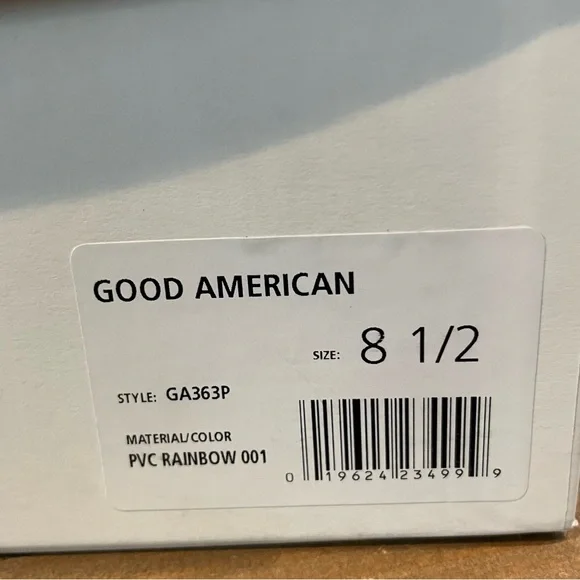 GOOD AMERICAN
SIZE: 8 1/2
STYLE: GA363P
MATERIAL/COLOR
PVC RAINBOW 001
0 19624 23499 9